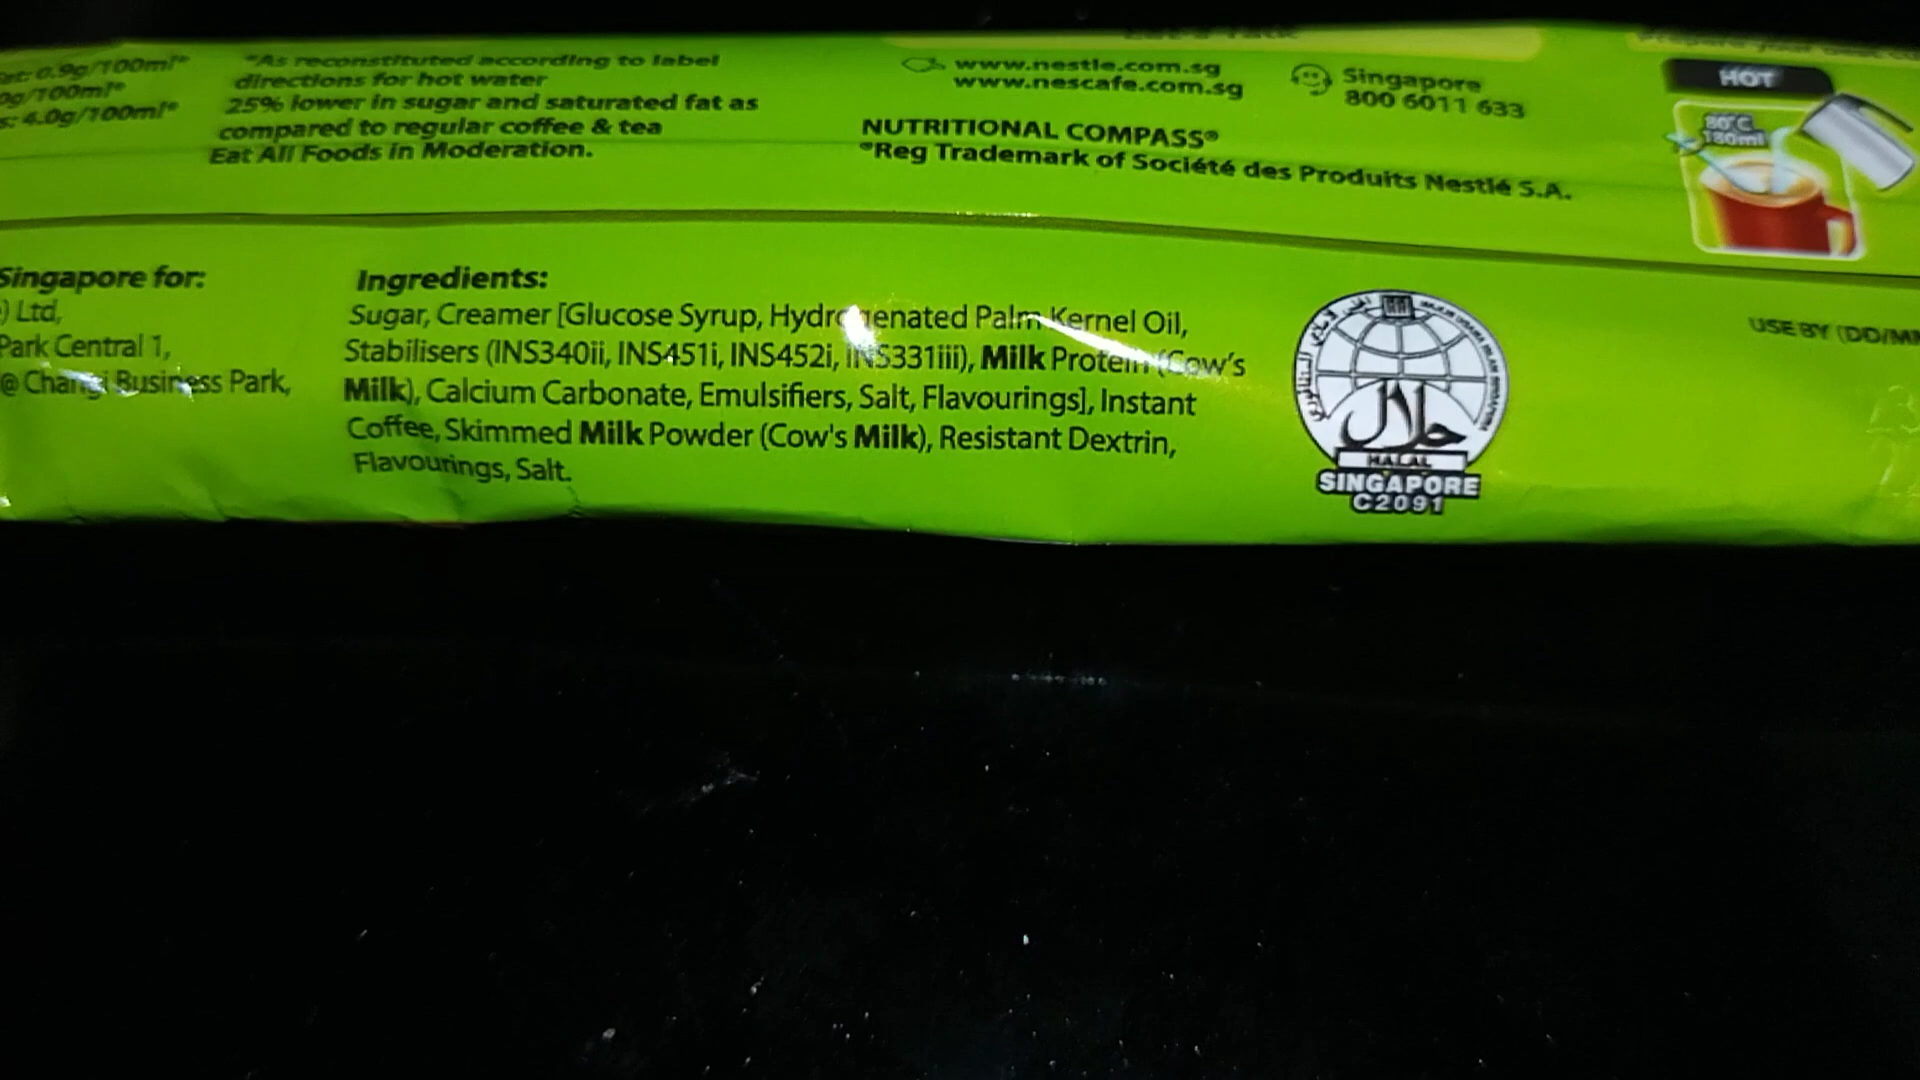 0.9g/100ml®
0g/100ml®
s: 4.0g/100ml®
"As reconstituted according to label
directions for hot water
25% lower in sugar and saturated fat as
compared to regular coffee & tea
Eat All Foods in Moderation.
www.nestle.com.sg
www.nescafe.com.sg
Singapore
800 6011 633
NUTRITIONAL COMPASS®
®Reg Trademark of Société des Produits Nestlé S.A.
HOT
80°C
180ml
Singapore for:
) Ltd,
Park Central 1,
@ Changi Business Park,
Ingredients:
Sugar, Creamer [Glucose Syrup, Hydrogenated Palm Kernel Oil,
Stabilisers (INS340ii, INS451i, INS452i, INS331iii), Milk Protein (Cow's
Milk), Calcium Carbonate, Emulsifiers, Salt, Flavourings], Instant
Coffee, Skimmed Milk Powder (Cow's Milk), Resistant Dextrin,
Flavourings, Salt.
حلال
HALAL
SINGAPORE
C2091
USE BY (DD/MM